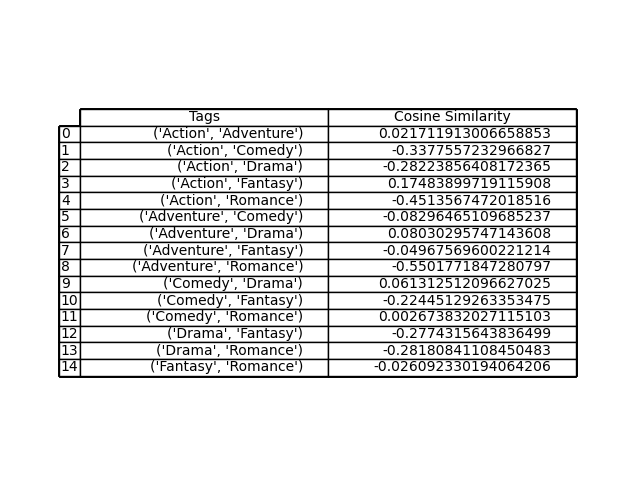 Tags Cosine Similarity
0 ('Action', 'Adventure') 0.021711913006658853
1 ('Action', 'Comedy') -0.3377557232966827
2 ('Action', 'Drama') -0.28223856408172365
3 ('Action', 'Fantasy') 0.17483899719115908
4 ('Action', 'Romance') -0.4513567472018516
5 ('Adventure', 'Comedy') -0.08296465109685237
6 ('Adventure', 'Drama') 0.08030295747143608
7 ('Adventure', 'Fantasy') -0.04967569600221214
8 ('Adventure', 'Romance') -0.5501771847280797
9 ('Comedy', 'Drama') 0.061312512096627025
10 ('Comedy', 'Fantasy') -0.22445129263353475
11 ('Comedy', 'Romance') 0.002673832027115103
12 ('Drama', 'Fantasy') -0.2774315643836499
13 ('Drama', 'Romance') -0.28180841108450483
14 ('Fantasy', 'Romance') -0.026092330194064206